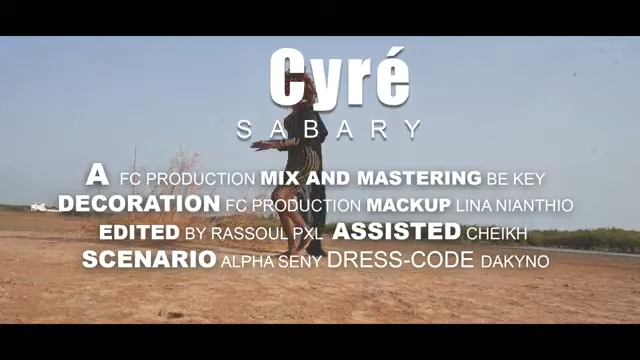 Cyré
SABARY
A FC PRODUCTION MIX AND MASTERING BE KEY
DECORATION FC PRODUCTION MACKUP LINA NIANTHIO
EDITED BY RASSOUL PXL ASSISTED CHEIKH
SCENARIO ALPHA SENY DRESS-CODE DAKYNO